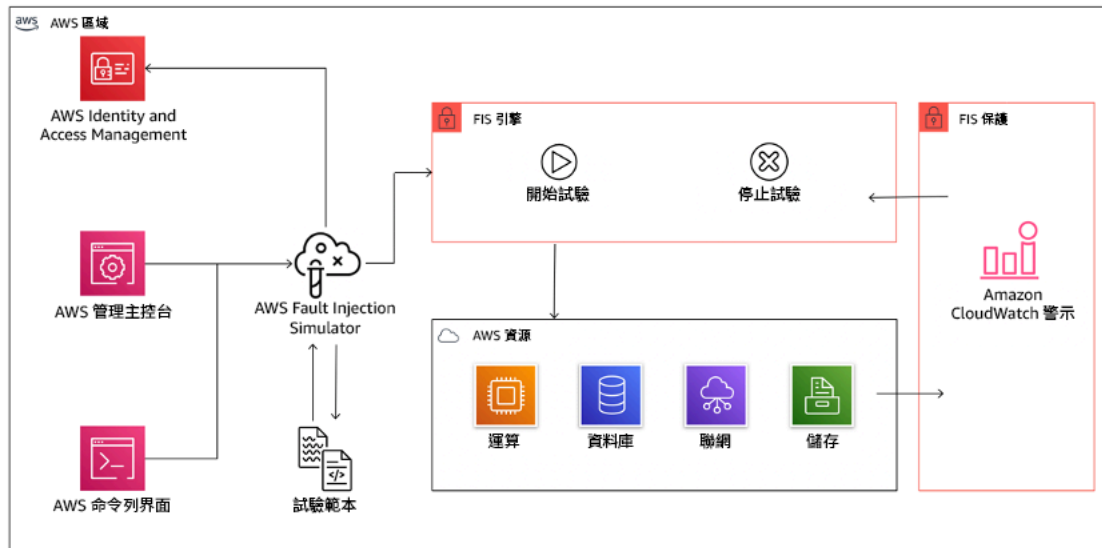 aws
AWS 區域
AWS Identity and
Access Management
FIS 引擎
開始試驗
停止試驗
FIS 保護
AWS 管理主控台
AWS Fault Injection
Simulator
Amazon
CloudWatch 警示
AWS 資源
運算
資料庫
聯網
儲存
AWS 命令列界面
試驗範本